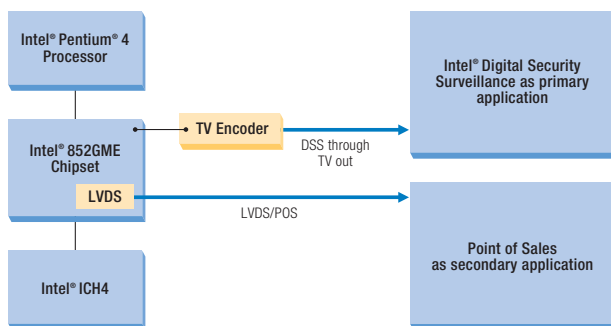 Intel® Pentium® 4
Processor
Intel® Digital Security
Surveillance as primary
application
TV Encoder
DSS through
TV out
Intel® 852GME
Chipset
LVDS
LVDS/POS
Point of Sales
as secondary application
Intel® ICH4